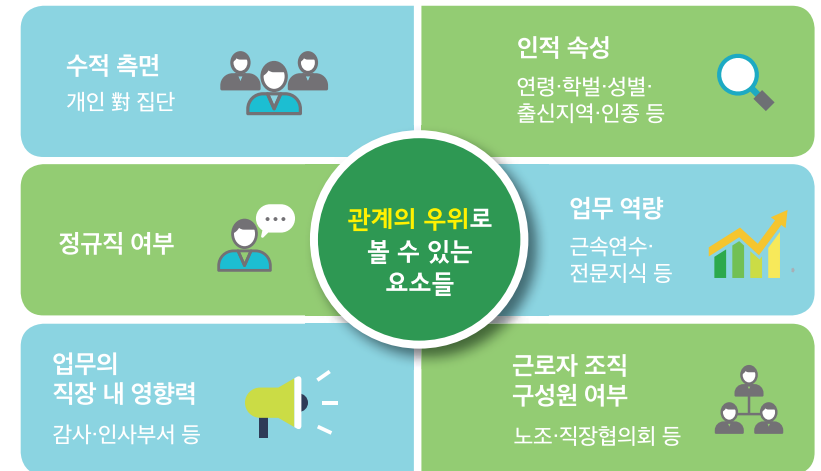 수적 측면
개인 對 집단
인적 속성
연령·학벌·성별·
출신지역·인종 등
정규직 여부
관계의 우위로
볼 수 있는
요소들
업무 역량
근속연수·
전문지식 등
업무의
직장 내 영향력
감사·인사부서 등
근로자 조직
구성원 여부
노조·직장협의회 등